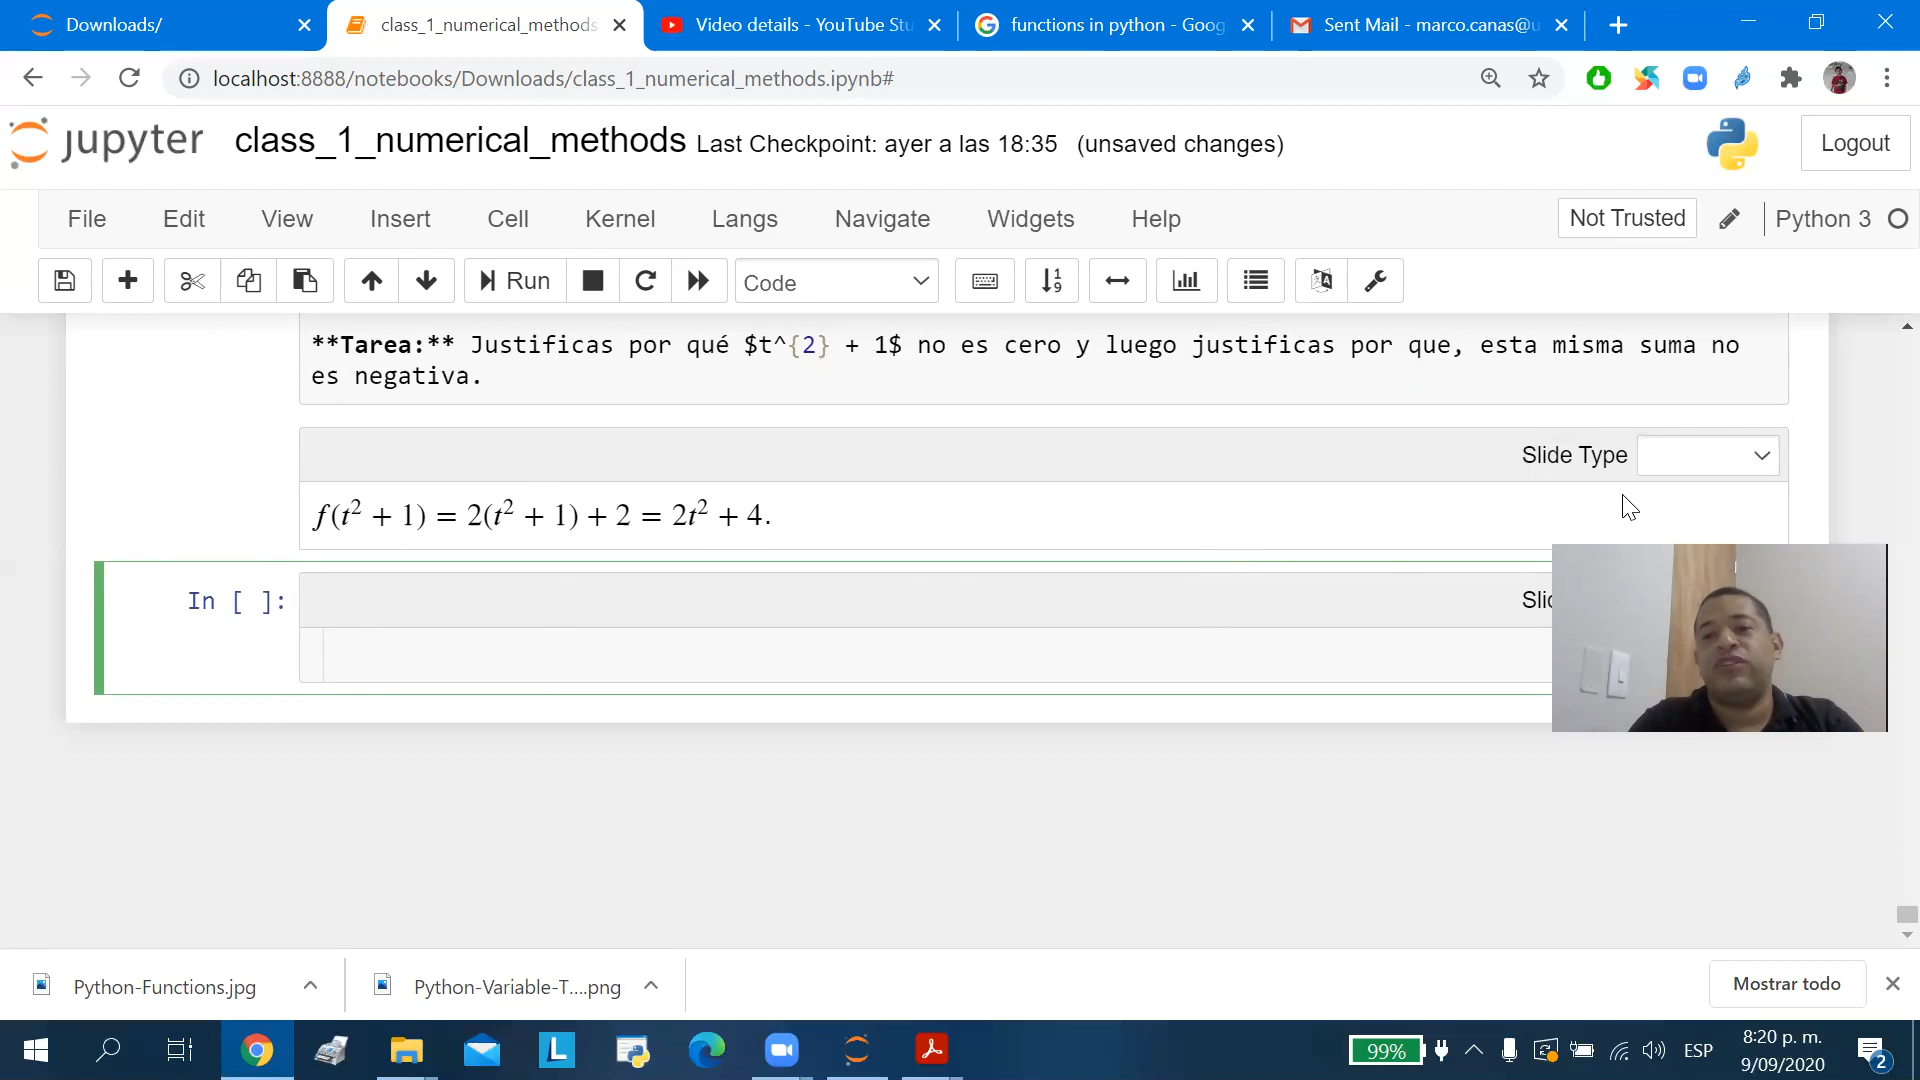 Downloads/
class_1_numerical_methods
Video details - YouTube Stu
functions in python - Goog
Sent Mail - marco.canas@u
localhost:8888/notebooks/Downloads/class_1_numerical_methods.ipynb#
jupyter class_1_numerical_methods Last Checkpoint: ayer a las 18:35 (unsaved changes)
Logout
File Edit View Insert Cell Kernel Langs Navigate Widgets Help
Not Trusted
Python 3
Run
Code
**Tarea:** Justificas por qué $t^{2} + 1$ no es cero y luego justificas por que, esta misma suma no
es negativa.
Slide Type
f(t² + 1) = 2(t² + 1) + 2 = 2t² + 4.
In [ ]:
Python-Functions.jpg
Python-Variable-T....png
Mostrar todo
99%
ESP
8:20 p. m.
9/09/2020
2